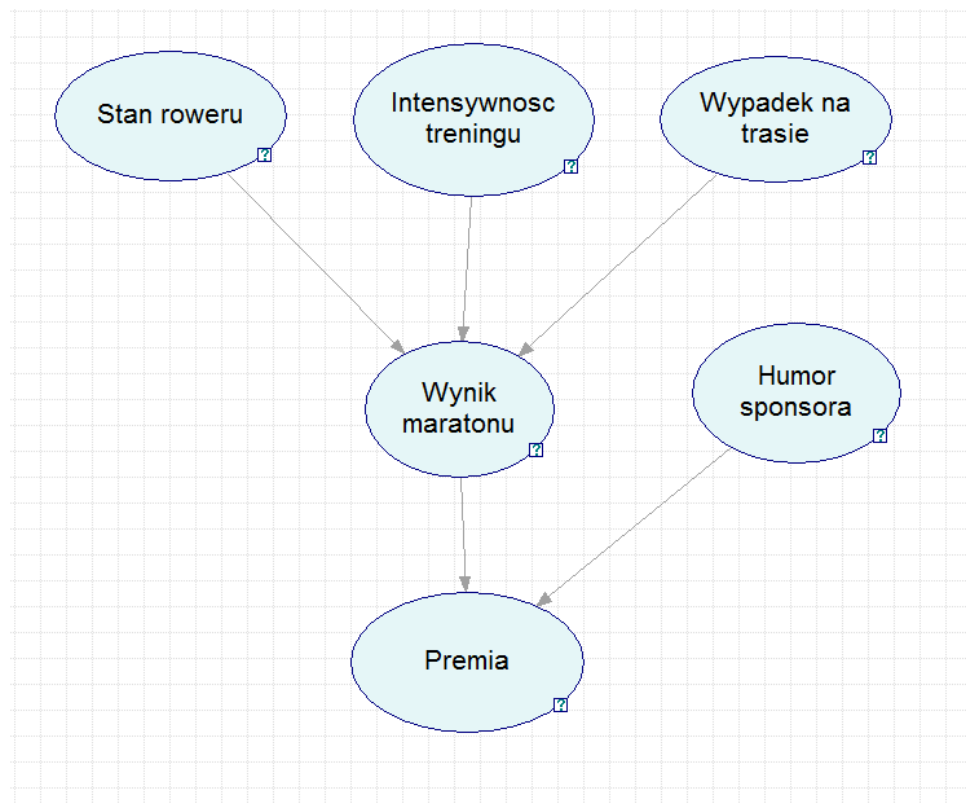 Stan roweru
Intensywnosc
treningu
Wypadek na
trasie
?
?
?
Wynik
maratonu
?
Humor
sponsora
?
Premia
?